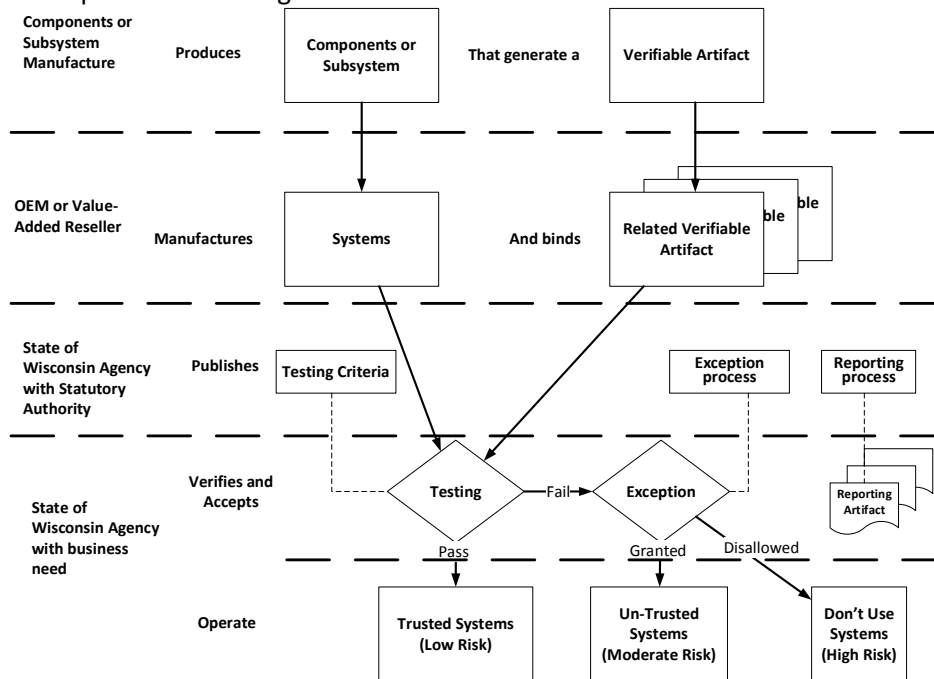 Components or
Subsystem
Manufacture
Produces
Components or
Subsystem
That generate a
Verifiable Artifact
OEM or Value-
Added Reseller
Manufactures
Systems
And binds
Related Verifiable
Artifact
ble
ble
State of
Wisconsin Agency
with Statutory
Authority
Publishes
Testing Criteria
Exception
process
Reporting
process
State of
Wisconsin Agency
with business
need
Verifies and
Accepts
Testing
Fail
Exception
Reporting
Artifact
Pass
Granted
Disallowed
Operate
Trusted Systems
(Low Risk)
Un-Trusted
Systems
(Moderate Risk)
Don't Use
Systems
(High Risk)